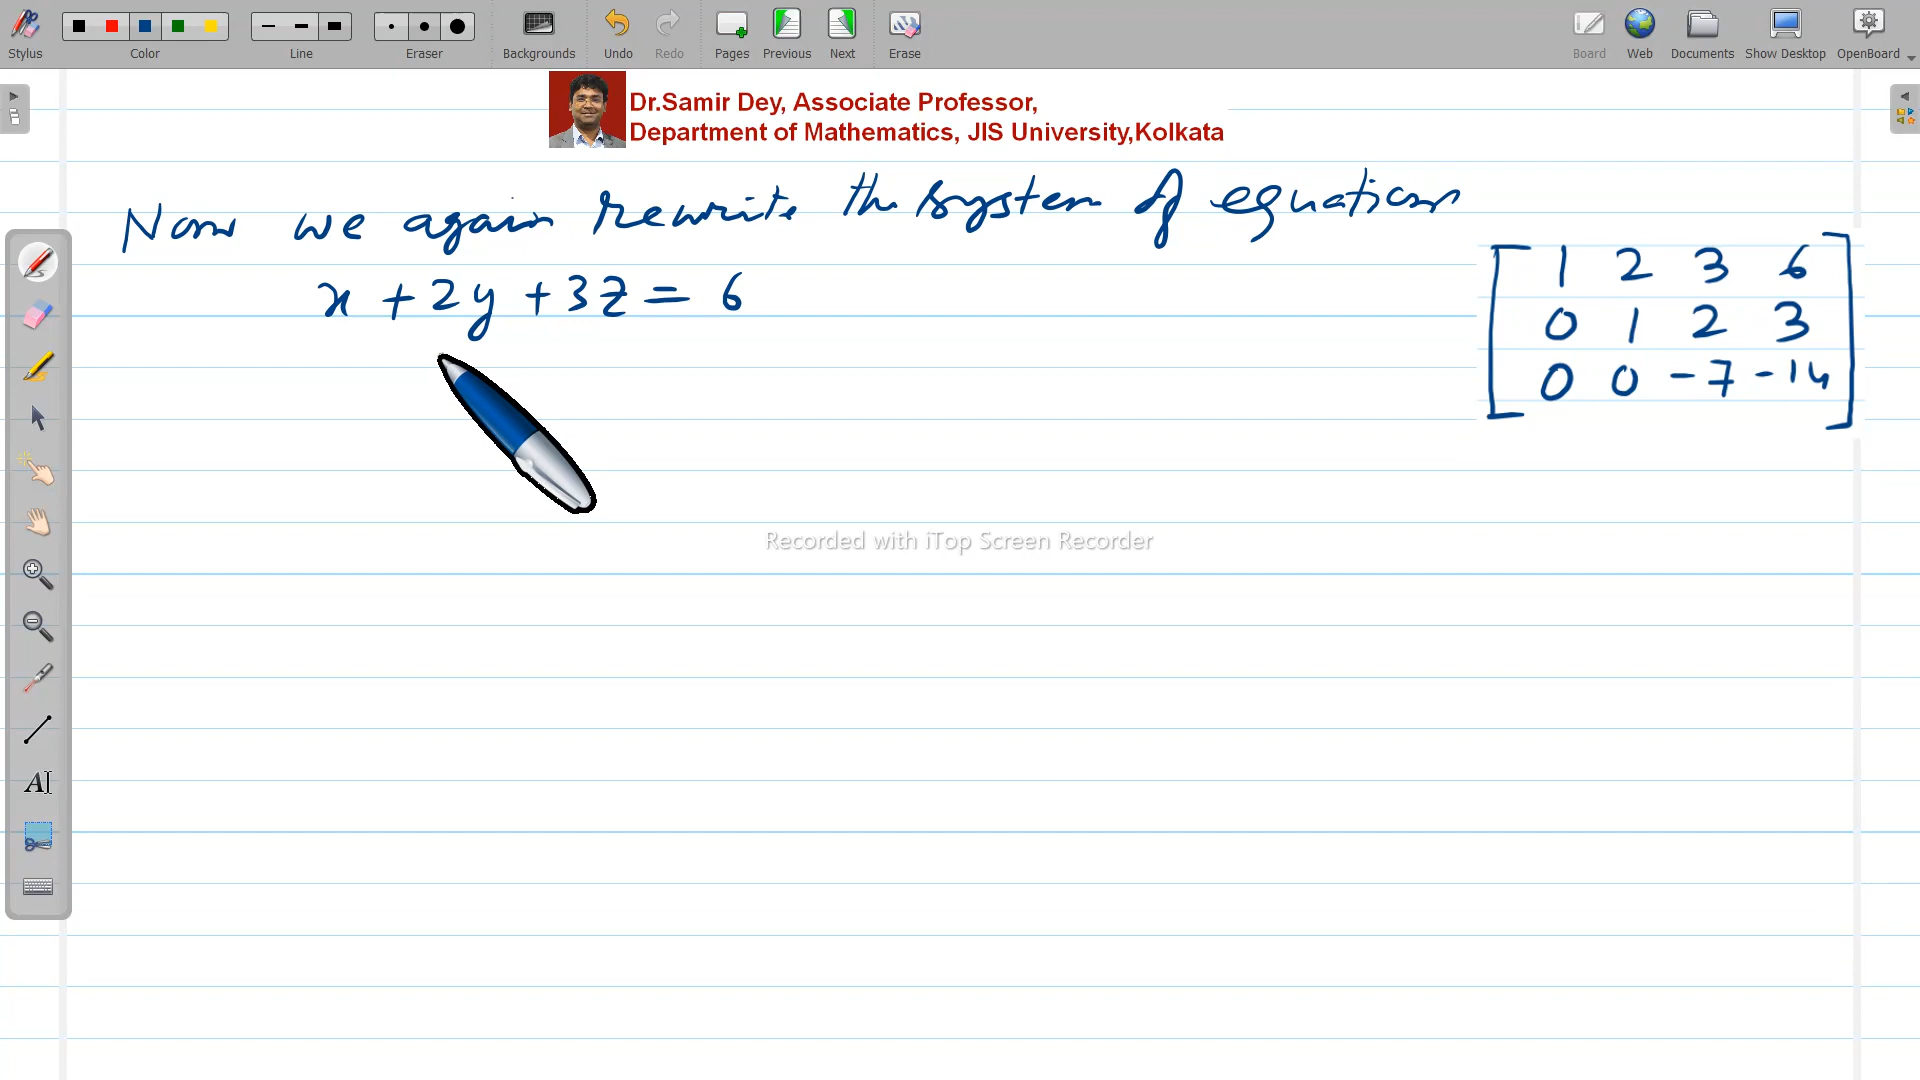 Stylus Color Line Eraser Backgrounds Undo Redo Pages Previous Next Erase Board Web Documents Show Desktop OpenBoard
Dr.Samir Dey, Associate Professor,
Department of Mathematics, JIS University,Kolkata
Now we again rewrite the system of equations
x + 2y + 3z = 6
1 2 3 6
0 1 2 3
0 0 -7 -14
Recorded with iTop Screen Recorder